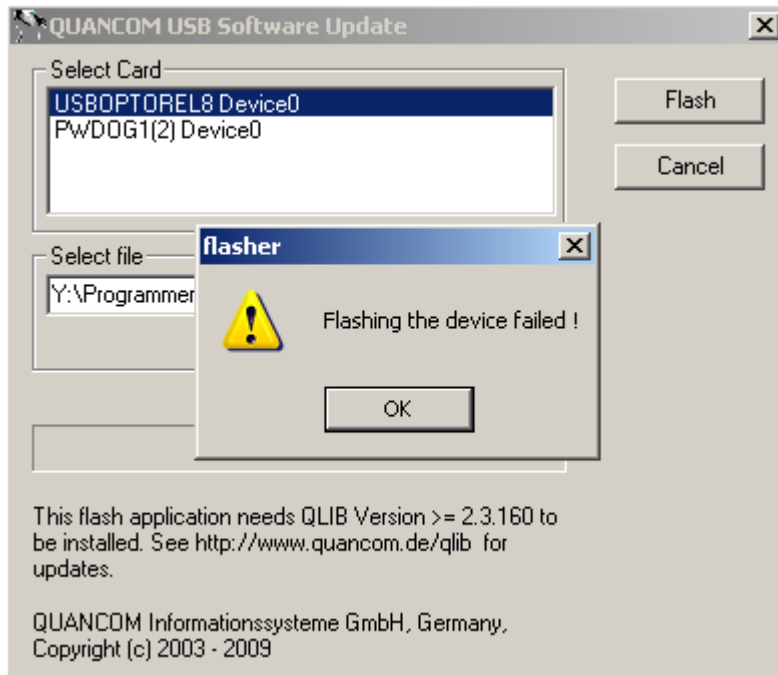 QUANCOM USB Software Update
Select Card
USBOPTOREL8 Device0
PWDOG1(2) Device0
Flash
Cancel
Select file
Y:\Programmer
flasher
Flashing the device failed !
OK
This flash application needs QLIB Version >= 2.3.160 to
be installed. See http://www.quancom.de/qlib for
updates.
QUANCOM Informationssysteme GmbH, Germany,
Copyright (c) 2003 - 2009